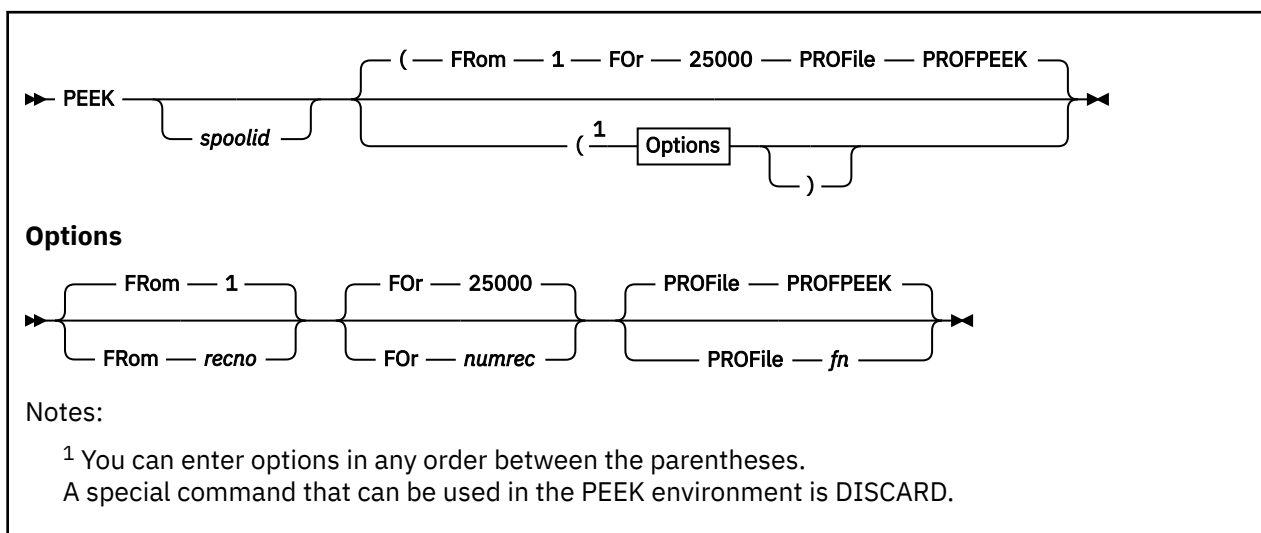 ( FRom 1 FOr 25000 PROFile PROFPEEK
PEEK
spoolid
( 1 Options
)
Options
FRom 1 FOr 25000 PROFile PROFPEEK
FRom recno FOr numrec PROFile fn
Notes:
1 You can enter options in any order between the parentheses.
A special command that can be used in the PEEK environment is DISCARD.